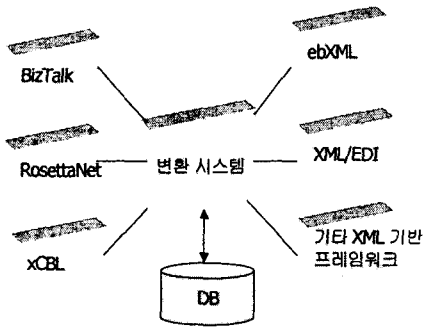 BizTalk
ebXML
RosettaNet
변환 시스템
XML/EDI
xCBL
기타 XML 기반
프레임워크
DB